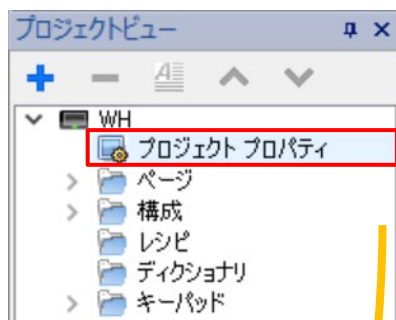 プロジェクトビュー
WH
プロジェクト プロパティ
ページ
構成
レシピ
ディクショナリ
キーパッド